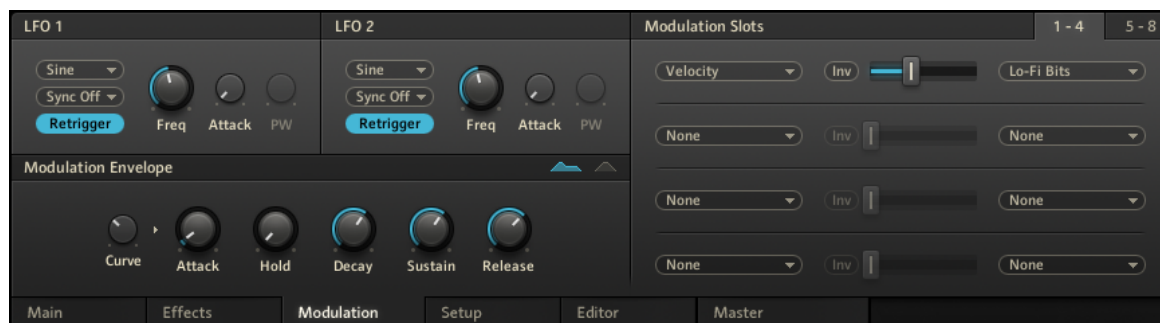 LFO 1
Sine
Sync Off
Retrigger
Freq Attack PW
LFO 2
Sine
Sync Off
Retrigger
Freq Attack PW
Modulation Envelope
Curve Attack Hold Decay Sustain Release
Modulation Slots 1 - 4 5 - 8
Velocity Inv Lo-Fi Bits
None Inv None
None Inv None
None Inv None
Main Effects Modulation Setup Editor Master